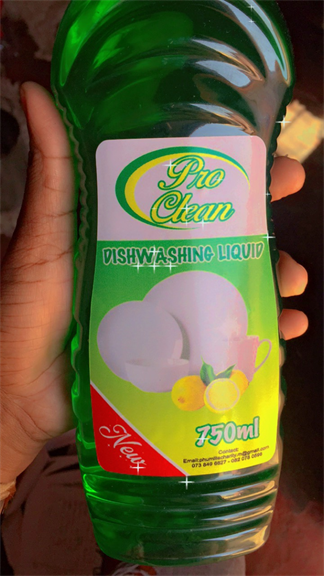 Pro
Clean
DISHWASHING LIQUID
New
750ml
Contact: